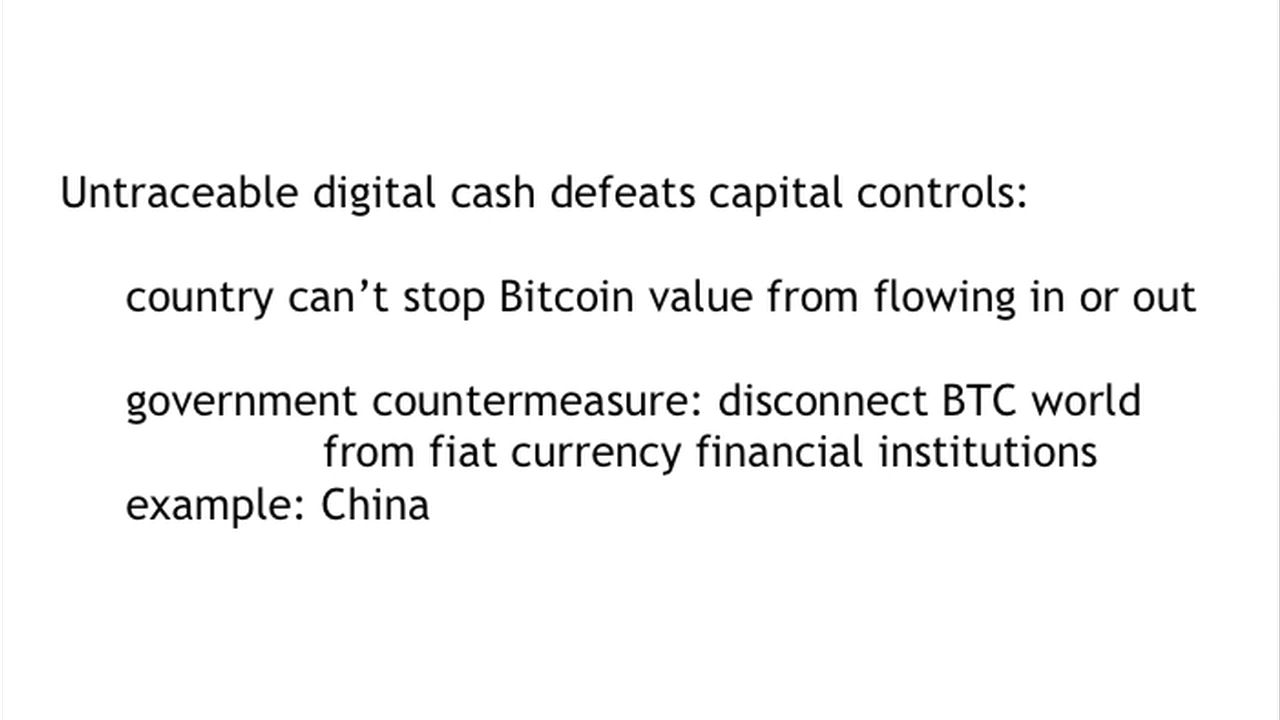 Untraceable digital cash defeats capital controls:
country can’t stop Bitcoin value from flowing in or out
government countermeasure: disconnect BTC world
from fiat currency financial institutions
example: China